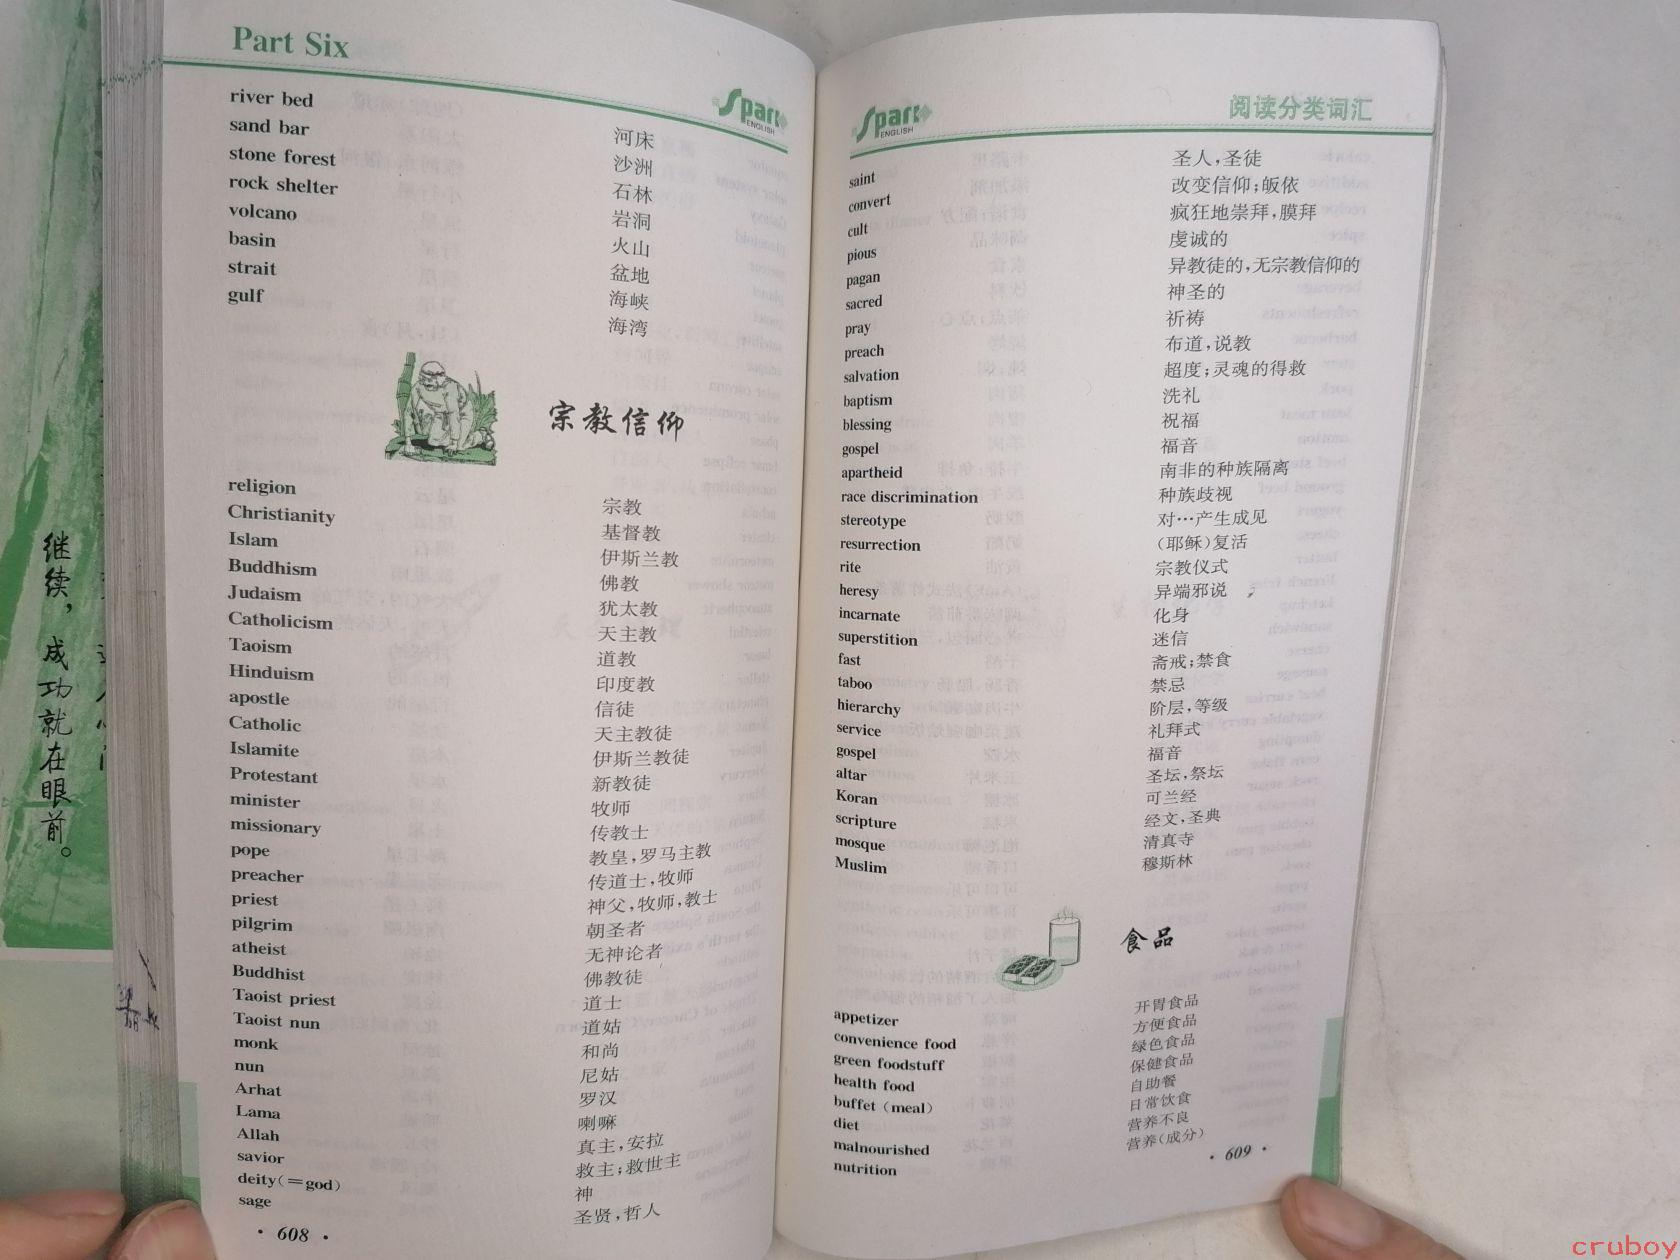 Part Six
Spark
ENGLISH
river bed 河床
sand bar 沙洲
stone forest 石林
rock shelter 岩洞
volcano 火山
basin 盆地
strait 海峡
gulf 海湾
宗教信仰
religion 宗教
Christianity 基督教
Islam 伊斯兰教
Buddhism 佛教
Judaism 犹太教
Catholicism 天主教
Taoism 道教
Hinduism 印度教
apostle 信徒
Catholic 天主教徒
Islamite 伊斯兰教徒
Protestant 新教徒
minister 牧师
missionary 传教士
pope 教皇,罗马主教
preacher 传道士,牧师
priest 神父,牧师,教士
pilgrim 朝圣者
atheist 无神论者
Buddhist 佛教徒
Taoist priest 道士
Taoist nun 道姑
monk 和尚
nun 尼姑
Arhat 罗汉
Lama 喇嘛
Allah 真主,安拉
savior 救主;救世主
deity(=god) 神
sage 圣贤,哲人
· 608 ·
Spark
ENGLISH
阅读分类词汇
saint 圣人,圣徒
convert 改变信仰;皈依
cult 疯狂地崇拜,膜拜
pious 虔诚的
pagan 异教徒的,无宗教信仰的
sacred 神圣的
pray 祈祷
preach 布道,说教
salvation 超度;灵魂的得救
baptism 洗礼
blessing 祝福
gospel 福音
apartheid 南非的种族隔离
race discrimination 种族歧视
stereotype 对…产生成见
resurrection (耶稣)复活
rite 宗教仪式
heresy 异端邪说
incarnate 化身
superstition 迷信
fast 斋戒;禁食
taboo 禁忌
hierarchy 阶层,等级
service 礼拜式
gospel 福音
altar 圣坛,祭坛
Koran 可兰经
scripture 经文,圣典
mosque 清真寺
Muslim 穆斯林
食品
appetizer 开胃食品
convenience food 方便食品
green foodstuff 绿色食品
health food 保健食品
buffet (meal) 自助餐
diet 日常饮食
malnourished 营养不良
nutrition 营养(成分)
· 609 ·
继续,成功就在眼前。
cruboy